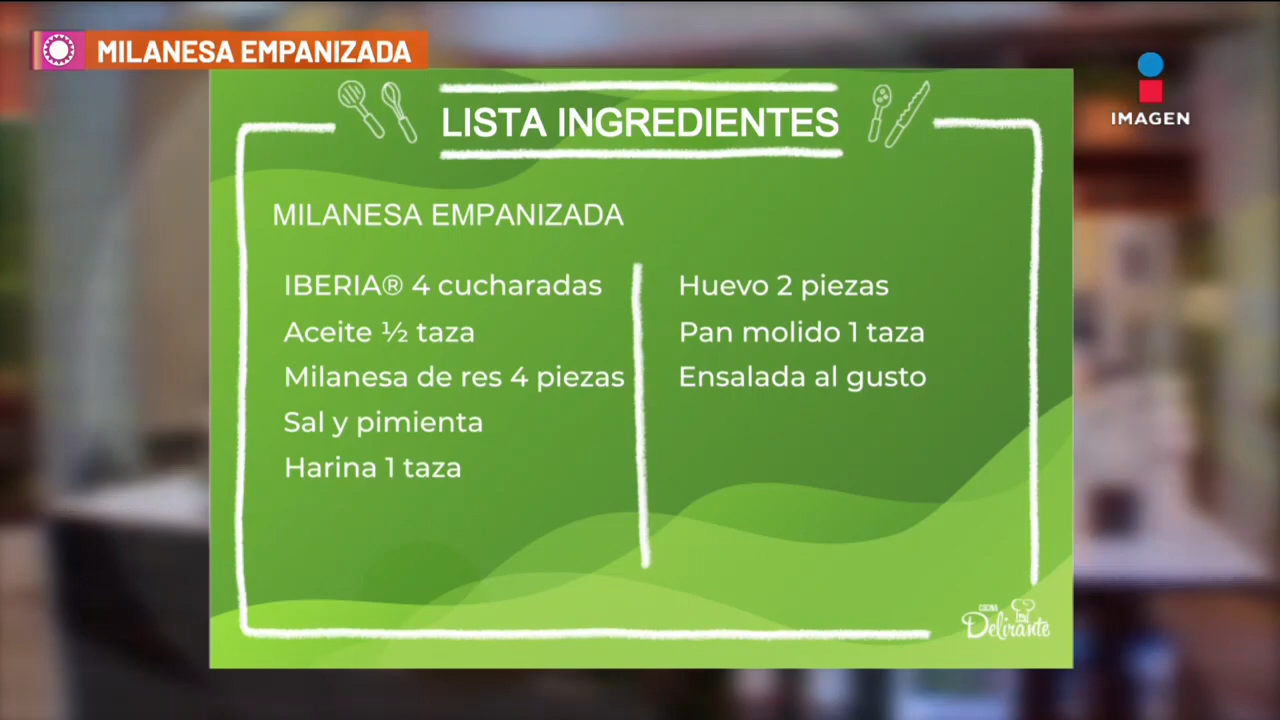 MILANESA EMPANIZADA
IMAGEN
LISTA INGREDIENTES
MILANESA EMPANIZADA
IBERIA® 4 cucharadas
Aceite ½ taza
Milanesa de res 4 piezas
Sal y pimienta
Harina 1 taza
Huevo 2 piezas
Pan molido 1 taza
Ensalada al gusto
COCINA
Delirante